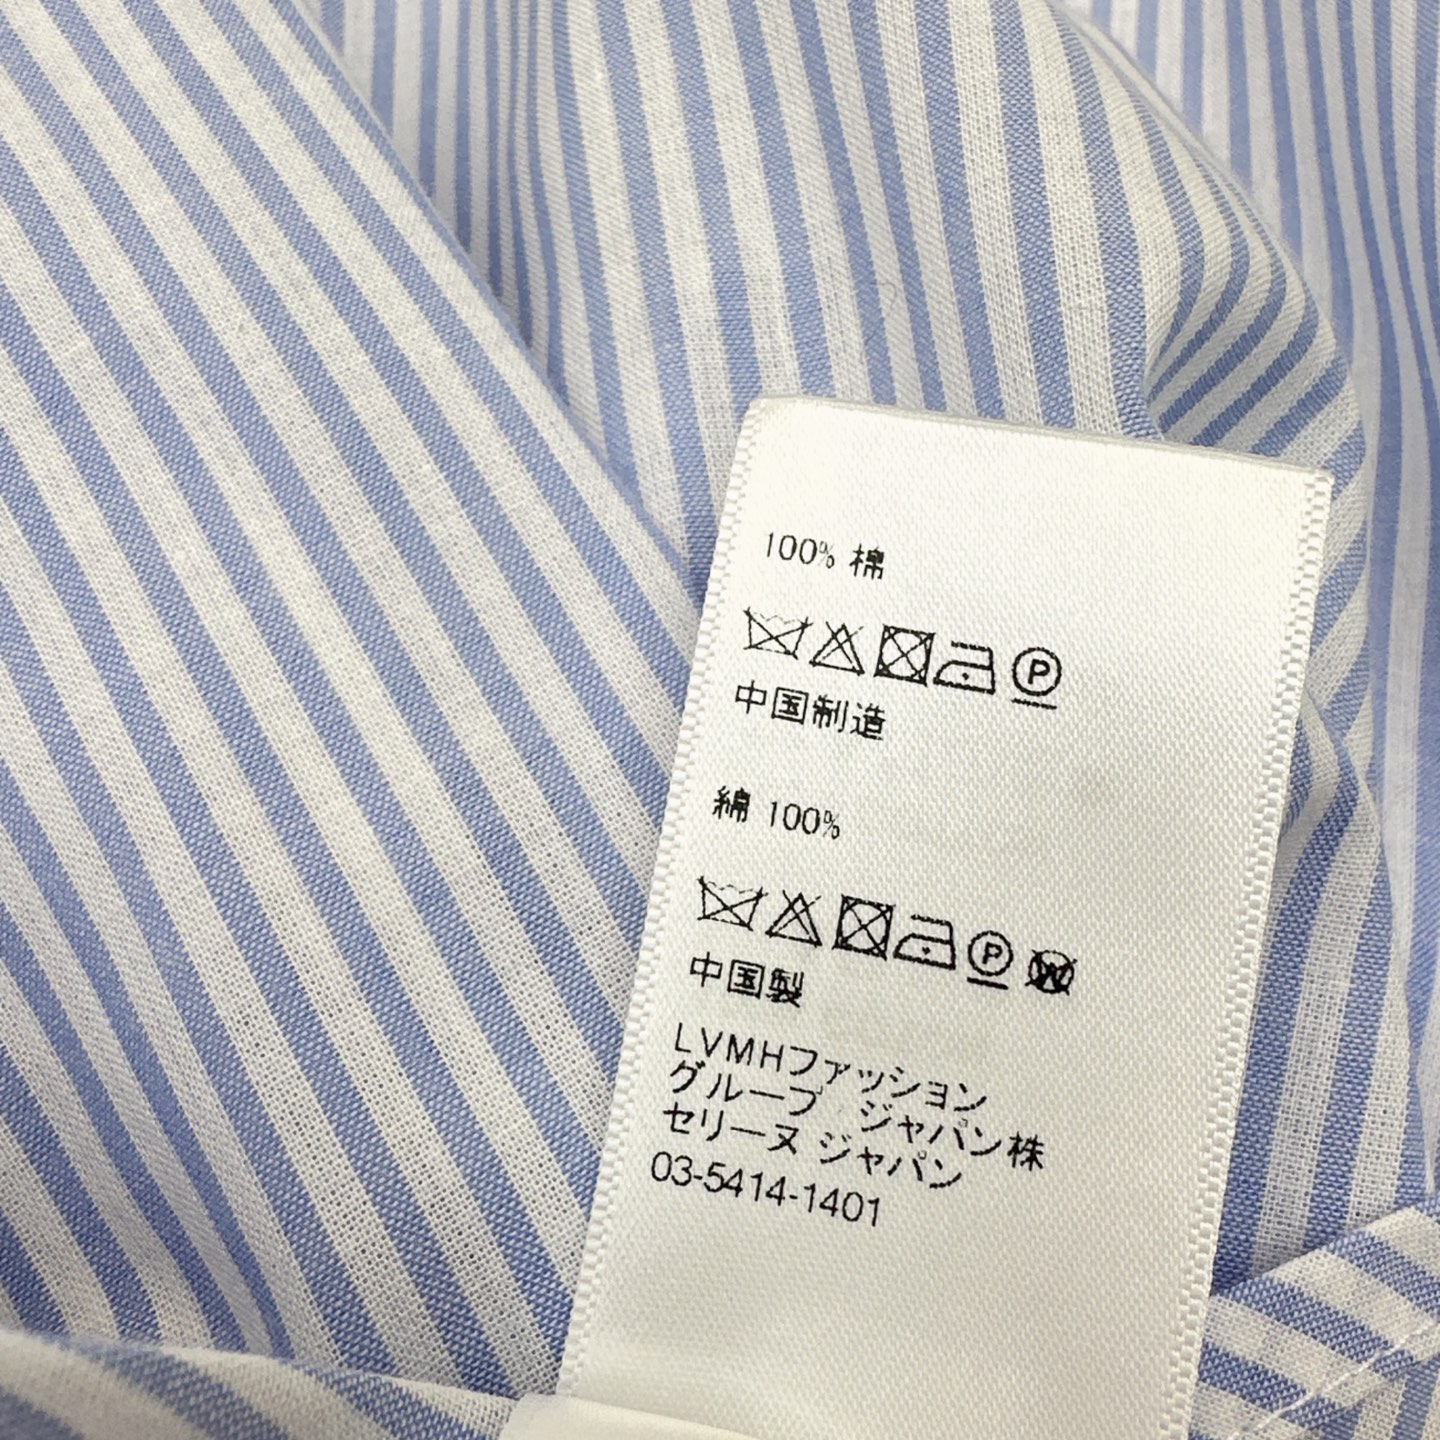 100% 棉
P
中国制造
綿 100%
P W
中国製
LVMHファッション
グループ ジャパン株
セリーヌ ジャパン
03-5414-1401